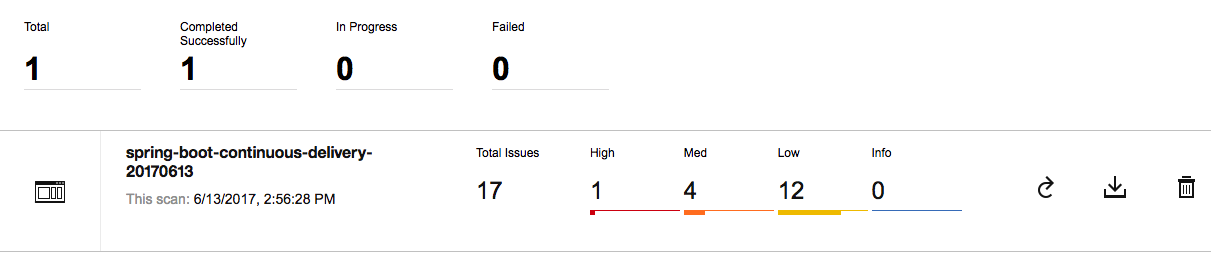 Total
Completed
Successfully
In Progress
Failed
1
1
0
0
spring-boot-continuous-delivery-
20170613
This scan: 6/13/2017, 2:56:28 PM
Total Issues
High
Med
Low
Info
17
1
4
12
0